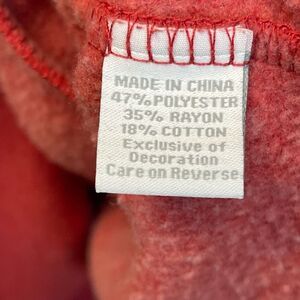 MADE IN CHINA
47% POLYESTER
35% RAYON
18% COTTON
Exclusive of
Decoration
Care on Reverse